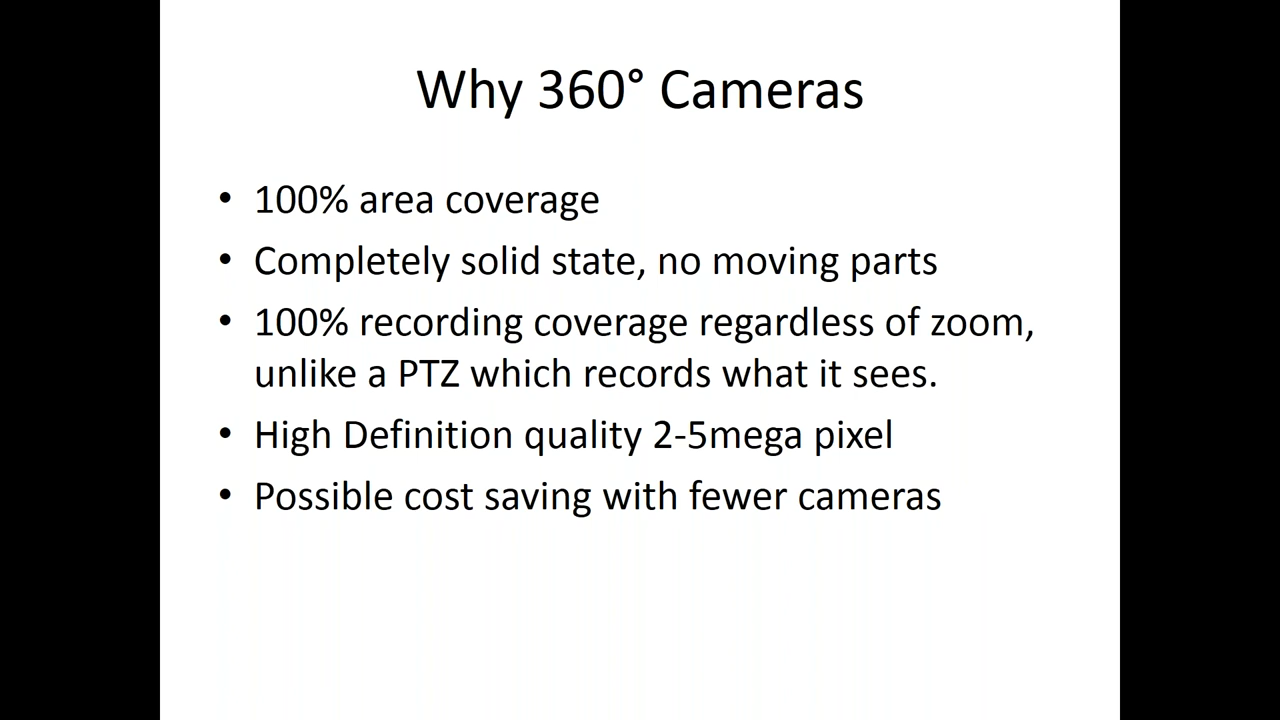 Why 360° Cameras
• 100% area coverage
• Completely solid state, no moving parts
• 100% recording coverage regardless of zoom,
unlike a PTZ which records what it sees.
• High Definition quality 2-5mega pixel
• Possible cost saving with fewer cameras